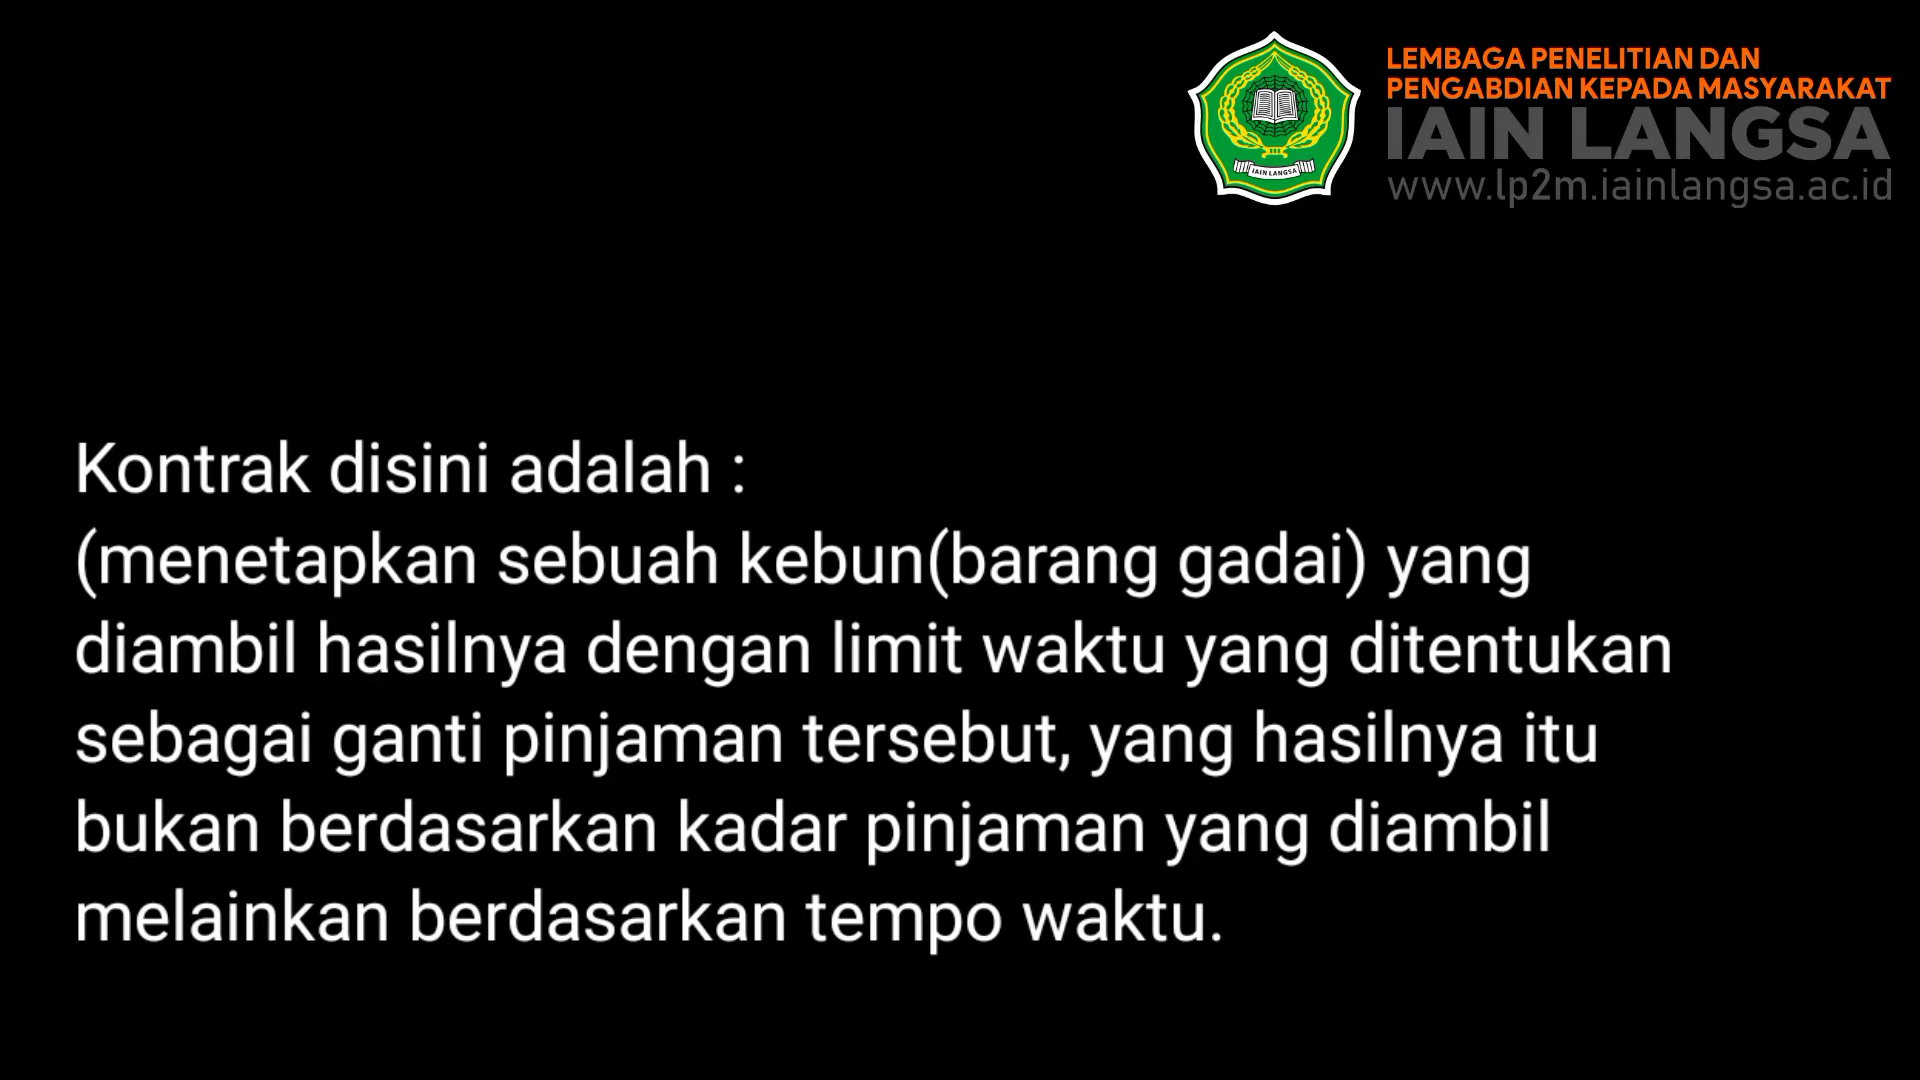 LEMBAGA PENELITIAN DAN
PENGABDIAN KEPADA MASYARAKAT
IAIN LANGSA
www.lp2m.iainlangsa.ac.id
IAIN LANGSA
Kontrak disini adalah :
(menetapkan sebuah kebun(barang gadai) yang
diambil hasilnya dengan limit waktu yang ditentukan
sebagai ganti pinjaman tersebut, yang hasilnya itu
bukan berdasarkan kadar pinjaman yang diambil
melainkan berdasarkan tempo waktu.